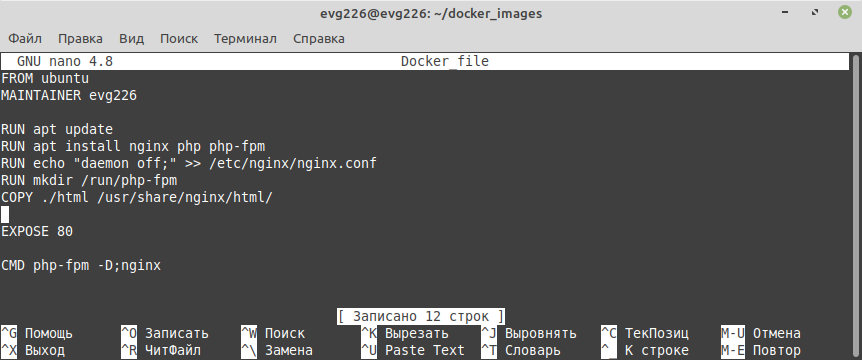 evg226@evg226: ~/docker_images
Файл Правка Вид Поиск Терминал Справка
GNU nano 4.8 Docker_file
FROM ubuntu
MAINTAINER evg226
RUN apt update
RUN apt install nginx php php-fpm
RUN echo "daemon off;" >> /etc/nginx/nginx.conf
RUN mkdir /run/php-fpm
COPY ./html /usr/share/nginx/html/
EXPOSE 80
CMD php-fpm -D;nginx
[ Записано 12 строк ]
^G Помощь ^O Записать ^W Поиск ^K Вырезать ^J Выровнять ^C ТекПозиц M-U Отмена
^X Выход ^R ЧитФайл ^\ Замена ^U Paste Text ^T Словарь ^_ К строке M-E Повтор